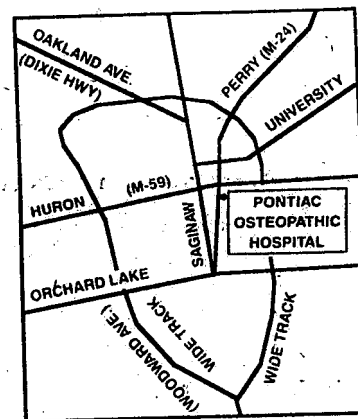 OAKLAND AVE.
(DIXIE HWY)
PERRY (M-24)
UNIVERSITY
HURON (M-59)
PONTIAC
OSTEOPATHIC
HOSPITAL
SAGINAW
ORCHARD LAKE
WIDE TRACK
(WOODWARD AVE.)
WIDE TRACK